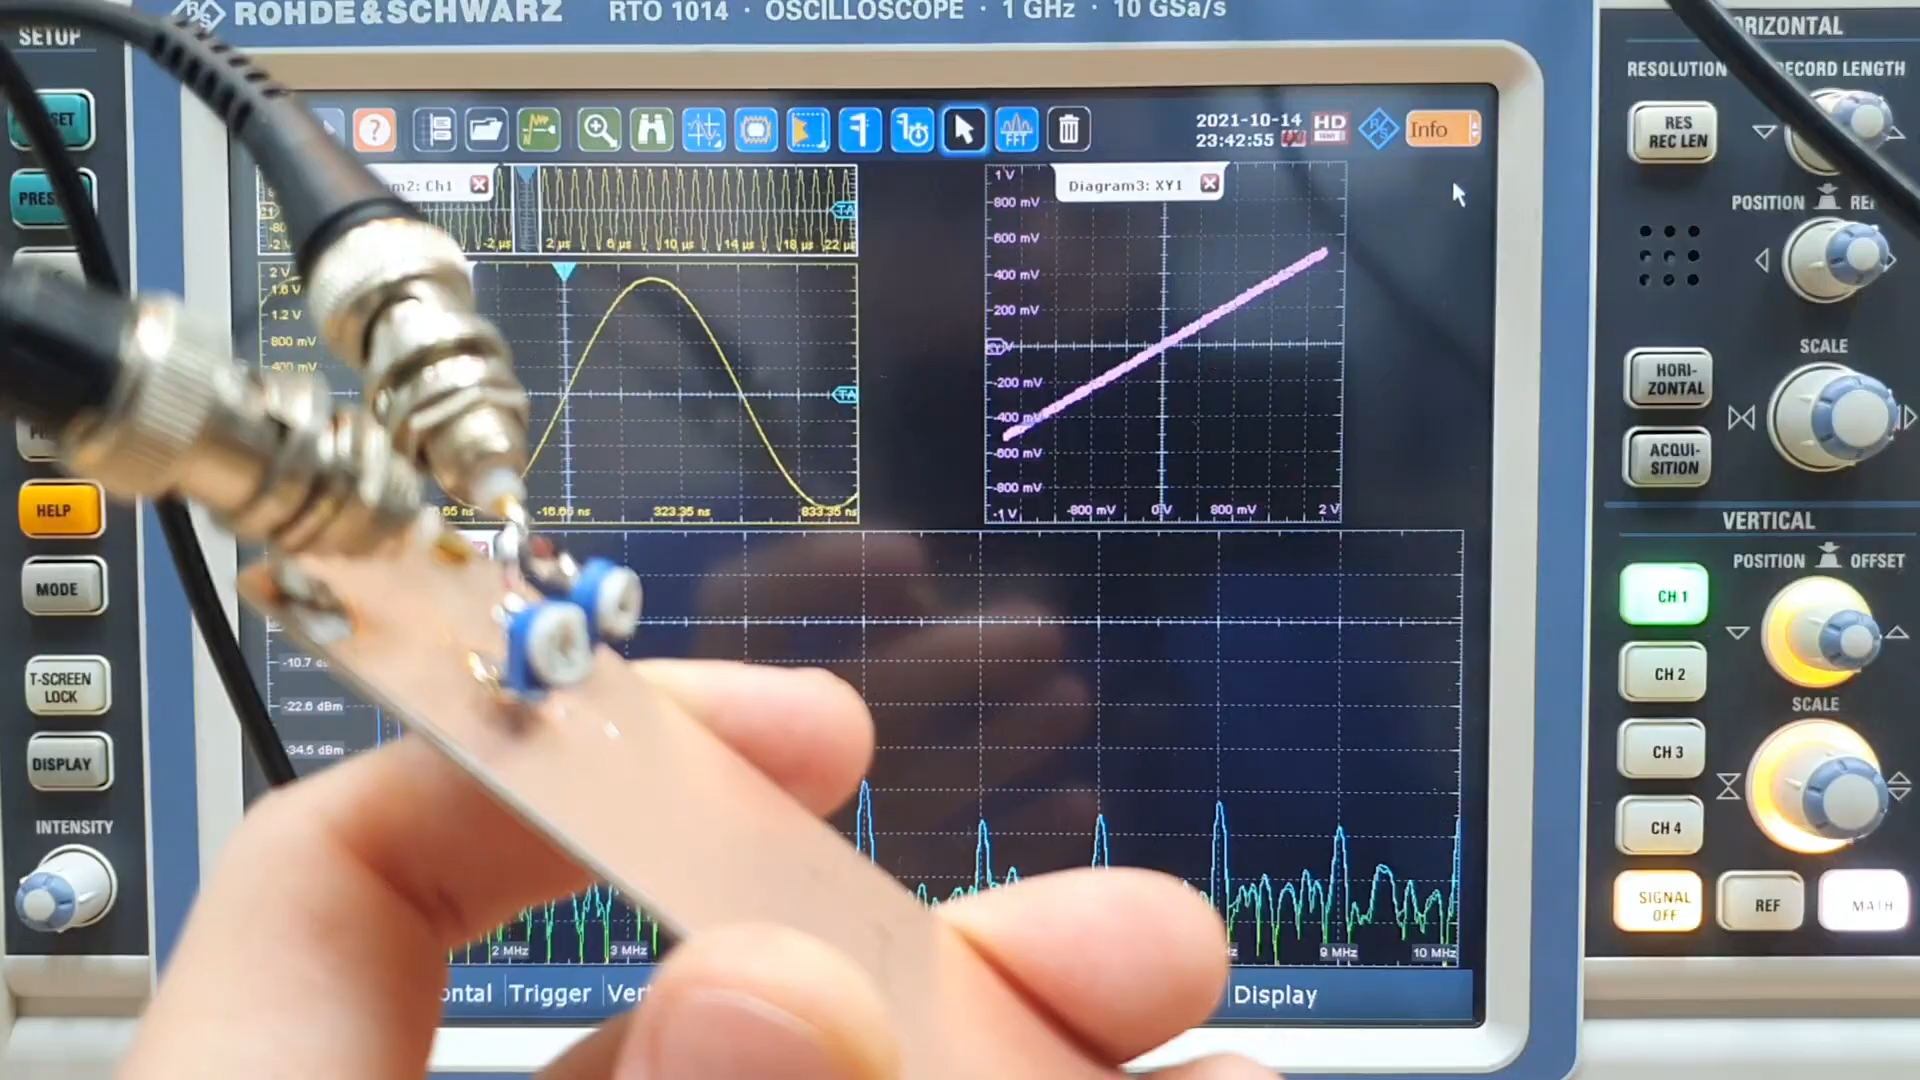 ROHDE&SCHWARZ RTO 1014 · OSCILLOSCOPE · 1 GHz · 10 GSa/s
SETUP
HELP
MODE
T-SCREEN
LOCK
DISPLAY
INTENSITY
2021-10-14
23:42:55
HD
Info
FFT
m2: Ch1
-2 µs 2 µs 6 µs 10 µs 14 µs 18 µs 22 µs
TA
2 V
1.6 V
1.2 V
800 mV
400 mV
TA
-16.65 ns 323.35 ns 833.35 ns
Diagram3: XY1
1 V
800 mV
600 mV
400 mV
200 mV
-200 mV
-400 mV
-600 mV
-800 mV
-1 V
-800 mV 0 V 800 mV 2 V
-22.6 dBm
-34.5 dBm
2 MHz 3 MHz 9 MHz 10 MHz
Trigger
Display
RESOLUTION
RES
REC LEN
POSITION
HORI-
ZONTAL
SCALE
ACQUI-
SITION
VERTICAL
POSITION OFFSET
CH 1
CH 2
SCALE
CH 3
CH 4
SIGNAL
OFF
REF
MATH